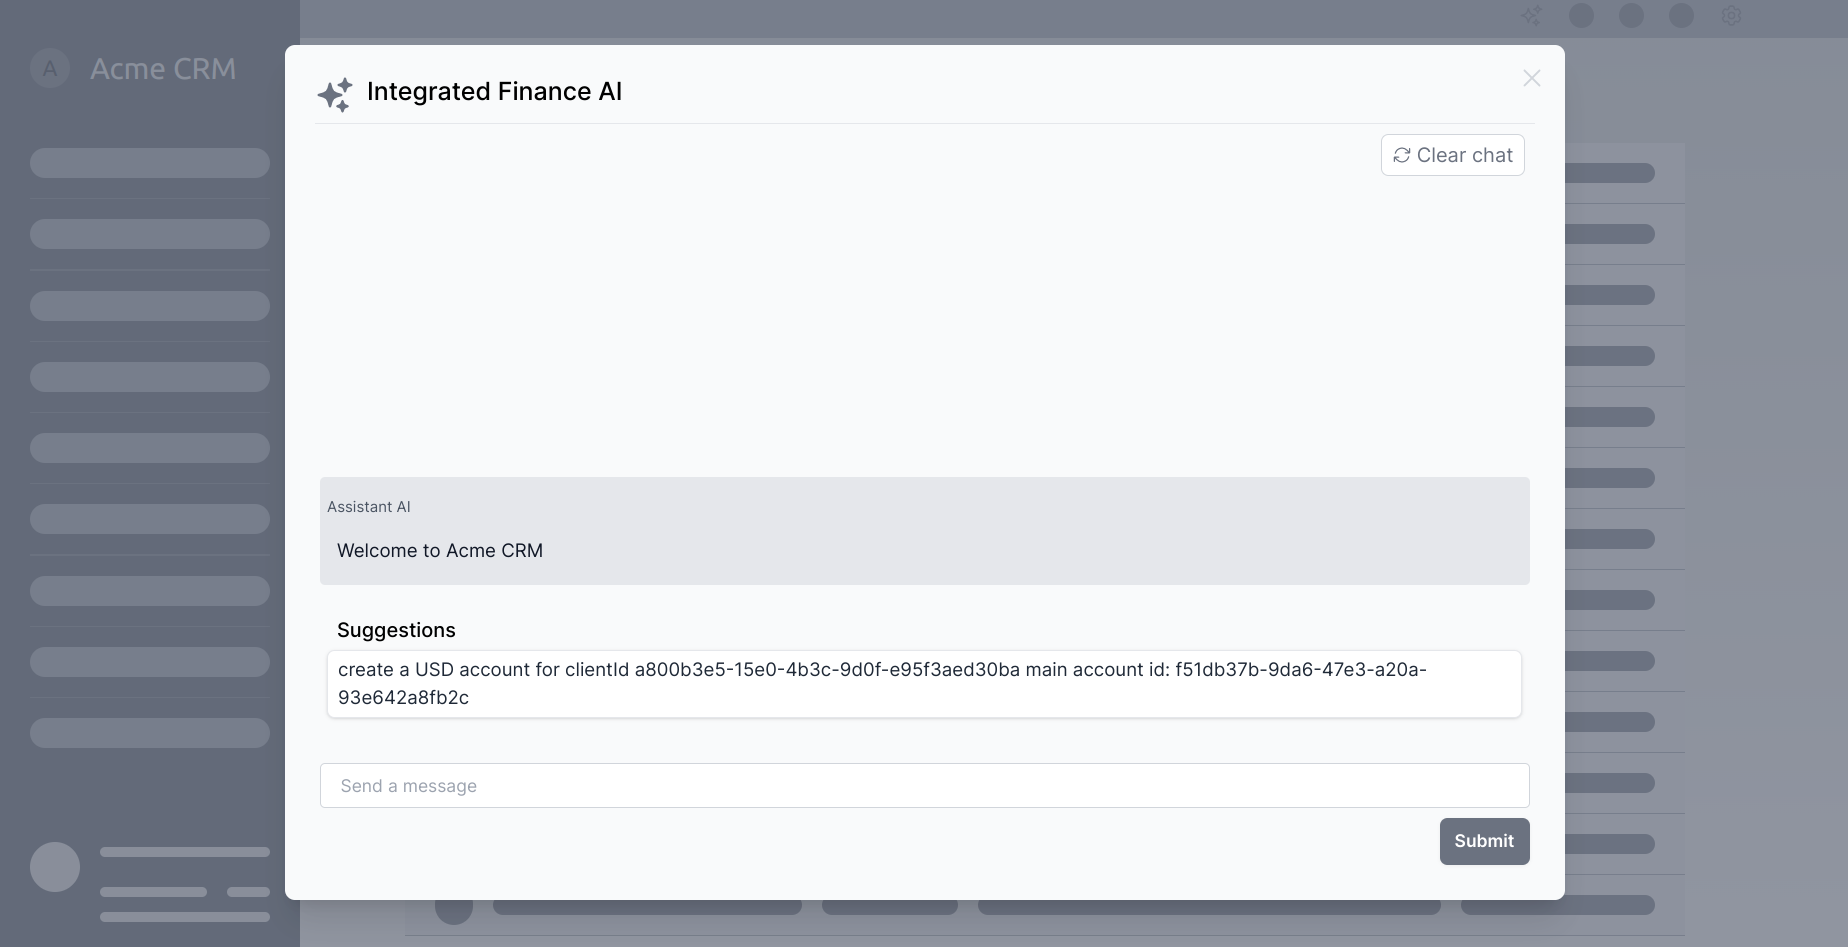 A
Acme CRM
Integrated Finance AI
Clear chat
Assistant AI
Welcome to Acme CRM
Suggestions
create a USD account for clientId a800b3e5-15e0-4b3c-9d0f-e95f3aed30ba main account id: f51db37b-9da6-47e3-a20a-
93e642a8fb2c
Send a message
Submit